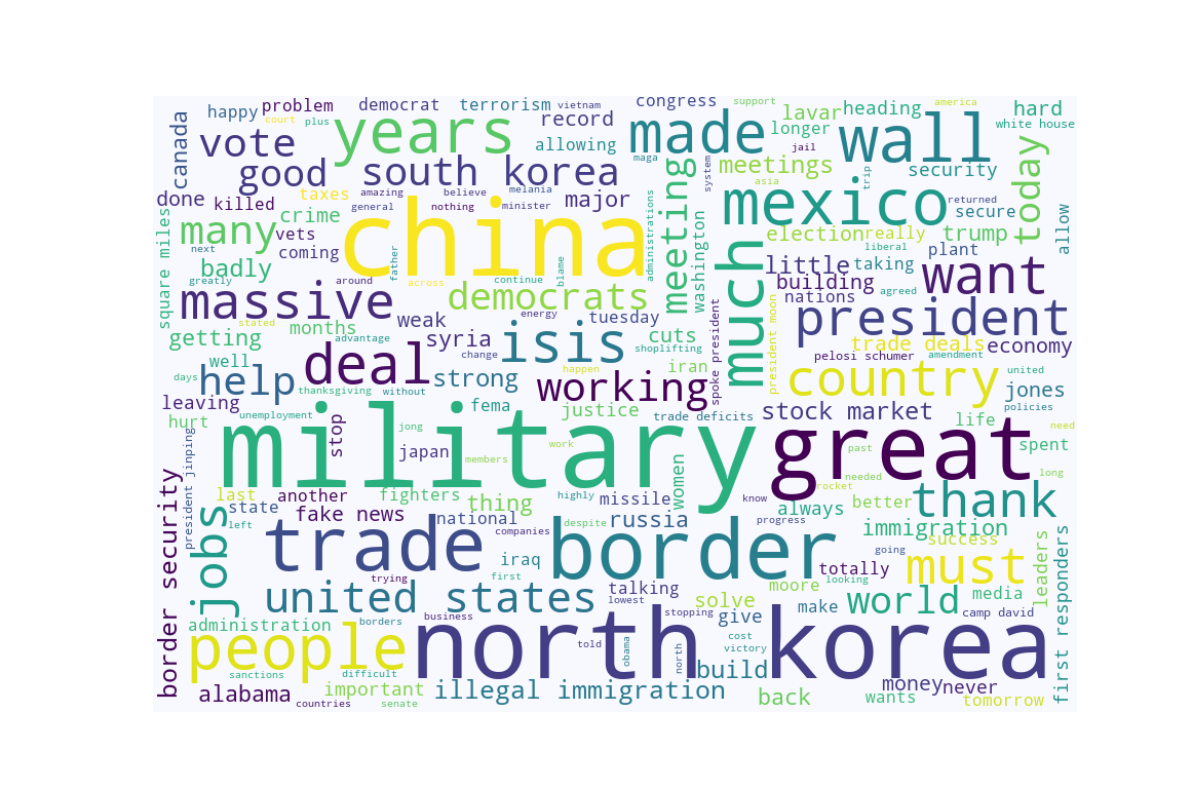 happy
problem
democrat
terrorism
vietnam
congress
support
lavar
heading
america
hard
court
plus
canada
vote
years
record
allowing
made
maga
longer
jail
wall
white house
good
south korea
meeting
system
meetings
trip
security
today
done
killed
taxes
amazing
believe
melania
general
nothing
minister
major
administrations
asia
mexico
returned
secure
allow
square miles
many
crime
vets
china
washington
much
election
really
trump
liberal
plant
next
coming
father
badly
greatly
around
across
continue
blame
democrats
little
taking
building
nations
agreed
want
massive
stated
months
weak
energy
tuesday
spoke president
president moon
president
getting
advantage
syria
change
isis
cuts
shoplifting
trade deals
economy
well
deal
iran
pelosi schumer
amendment
days
help
thanksgiving
without
strong
working
happen
country
united
jones
leaving
hurt
unemployment
stop
fema
justice
trade deficits
stock market
life
policies
jong
military
work
great
past
spent
need
japan
members
women
needed
long
president jinping
border security
last
another
fighters
highly
missile
know
rocket
better
thank
state
fake news
thing
always
left
jobs
national
companies
despite
russia
progress
immigration
success
going
trade
iraq
border
totally
looking
must
leaders
first responders
trying
first
talking
moore
media
united states
lowest
solve
stopping
give
make
world
camp david
administration
borders
business
told
obama
north
cost
victory
people
north korea
sanctions
difficult
build
alabama
important
illegal immigration
money
never
countries
senate
back
wants
tomorrow